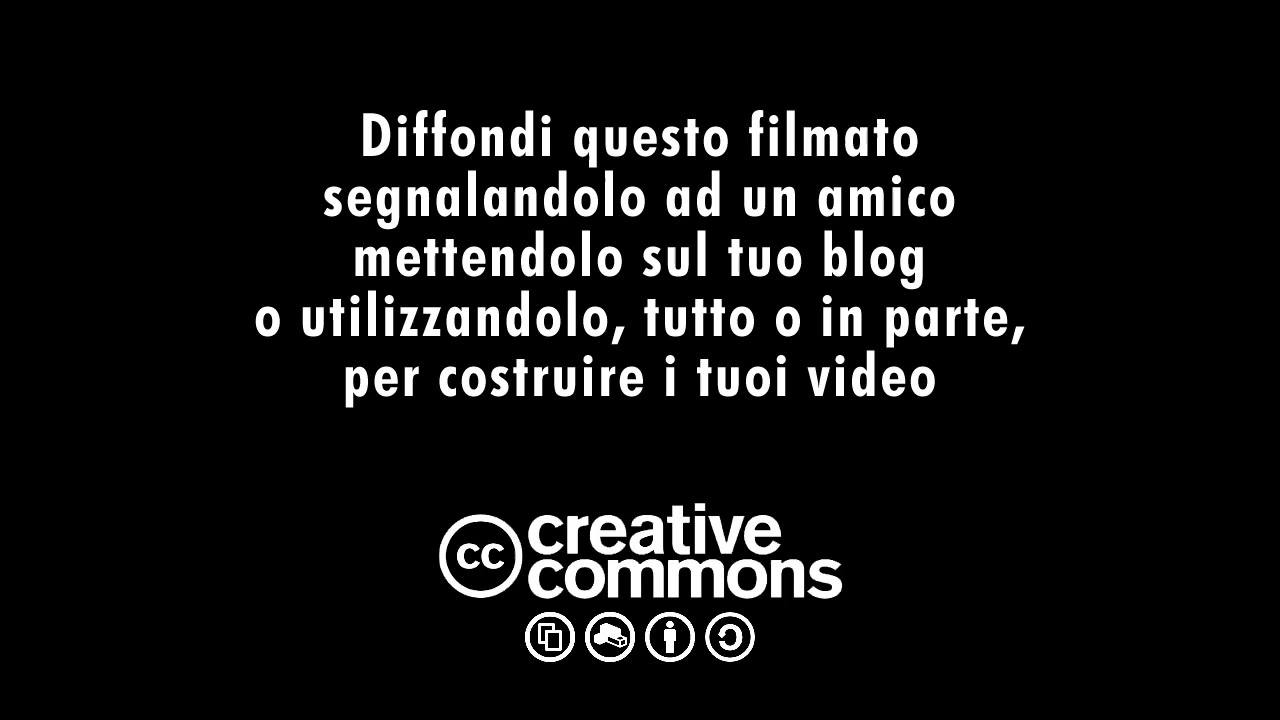 Diffondi questo filmato
segnalandolo ad un amico
mettendolo sul tuo blog
o utilizzandolo, tutto o in parte,
per costruire i tuoi video
cc creative
commons